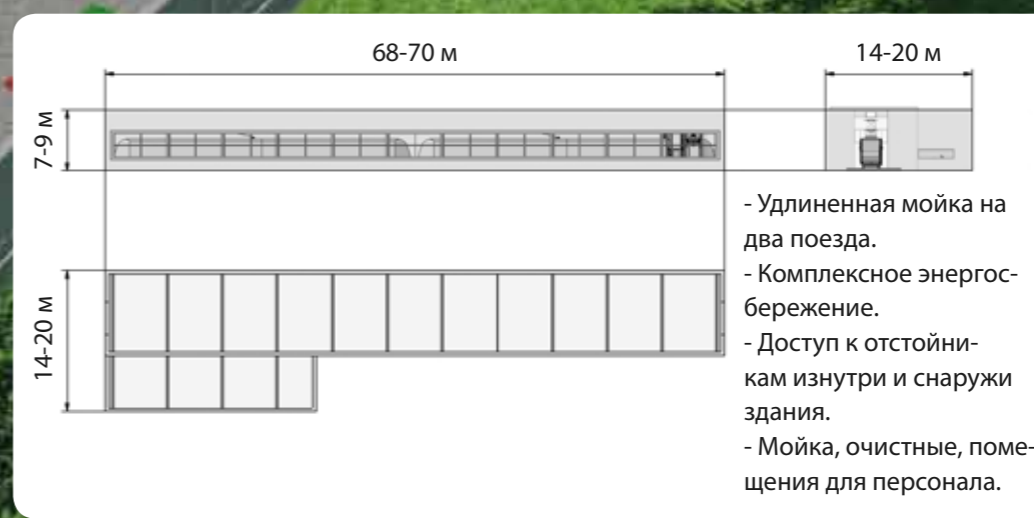 68-70 м
14-20 м
7-9 м
14-20 м
- Удлиненная мойка на
два поезда.
- Комплексное энергос-
бережение.
- Доступ к отстойни-
кам изнутри и снаружи
здания.
- Мойка, очистные, поме-
щения для персонала.